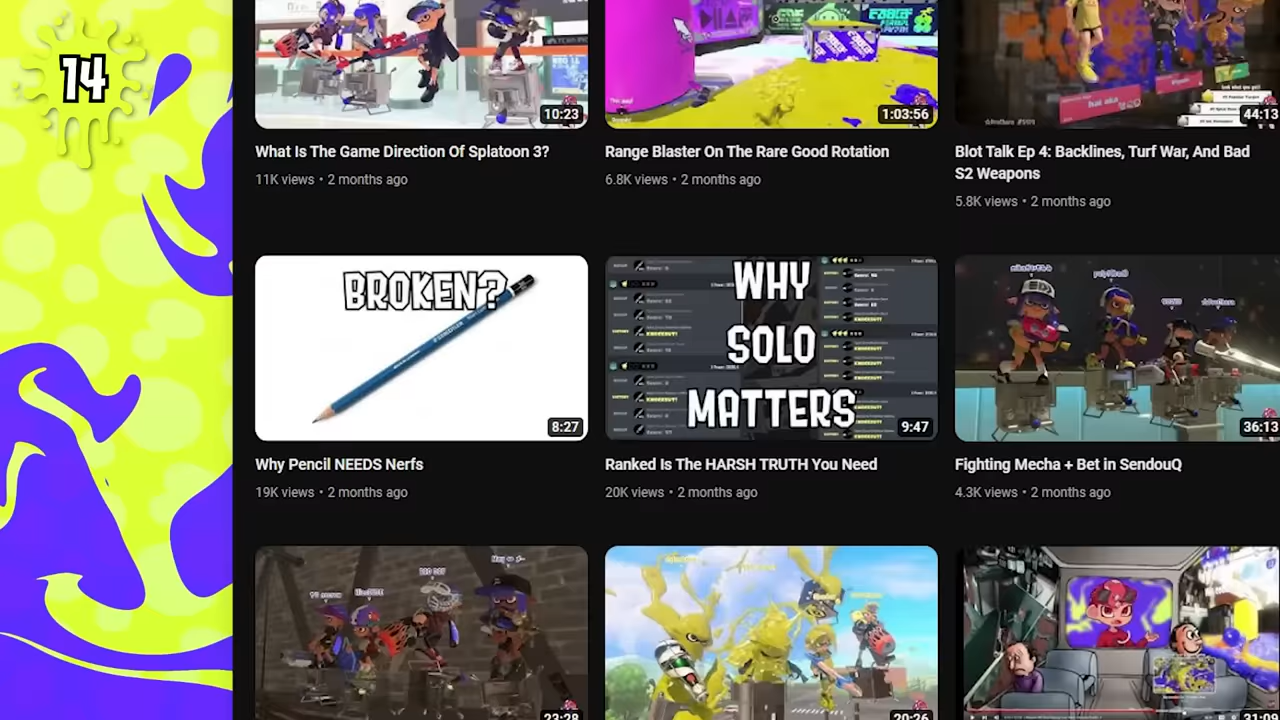 14
10:23
1:03:56
44:13
What Is The Game Direction Of Splatoon 3?
11K views • 2 months ago
Range Blaster On The Rare Good Rotation
6.8K views • 2 months ago
Blot Talk Ep 4: Backlines, Turf War, And Bad
S2 Weapons
5.8K views • 2 months ago
BROKEN?
8:27
WHY
SOLO
MATTERS
9:47
36:13
Why Pencil NEEDS Nerfs
19K views • 2 months ago
Ranked Is The HARSH TRUTH You Need
20K views • 2 months ago
Fighting Mecha + Bet in SendouQ
4.3K views • 2 months ago
23:28
20:26